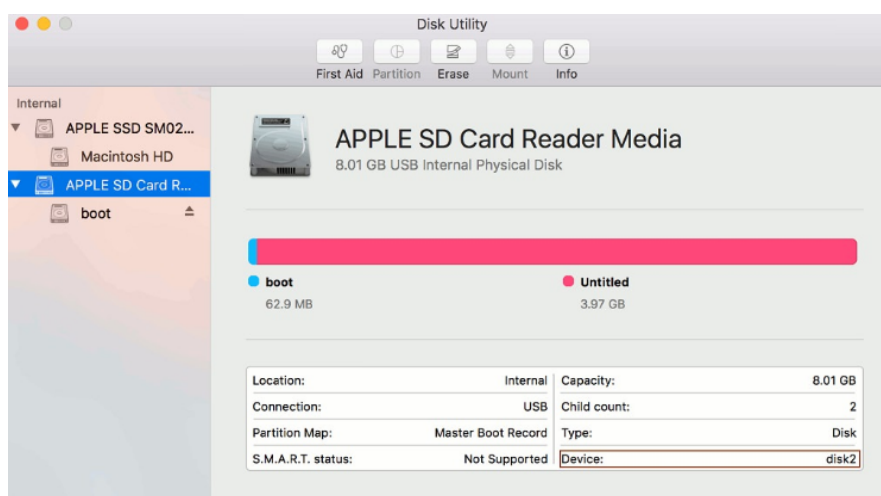 Disk Utility
First Aid Partition Erase Mount Info
Internal
APPLE SSD SM02...
Macintosh HD
APPLE SD Card R...
boot
APPLE SD Card Reader Media
8.01 GB USB Internal Physical Disk
boot
62.9 MB
Untitled
3.97 GB
Location: Internal
Capacity: 8.01 GB
Connection: USB
Child count: 2
Partition Map: Master Boot Record
Type: Disk
S.M.A.R.T. status: Not Supported
Device: disk2